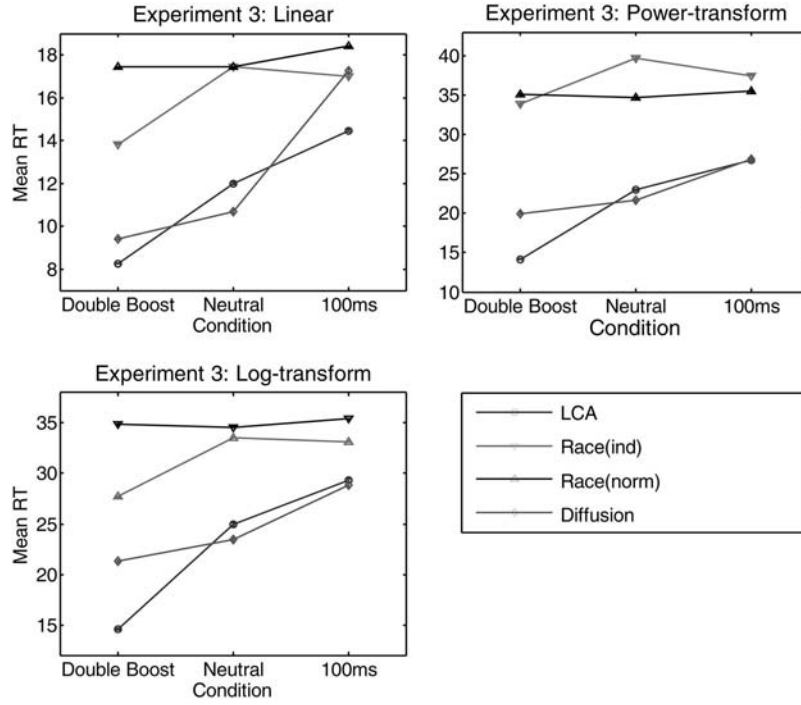 Experiment 3: Linear
18
16
14
12
10
8
Mean RT
Double Boost Neutral 100ms
Condition
Experiment 3: Power-transform
40
35
30
25
20
15
10
Double Boost Neutral 100ms
Condition
Experiment 3: Log-transform
35
30
25
20
15
Mean RT
Double Boost Neutral 100ms
Condition
LCA
Race(ind)
Race(norm)
Diffusion